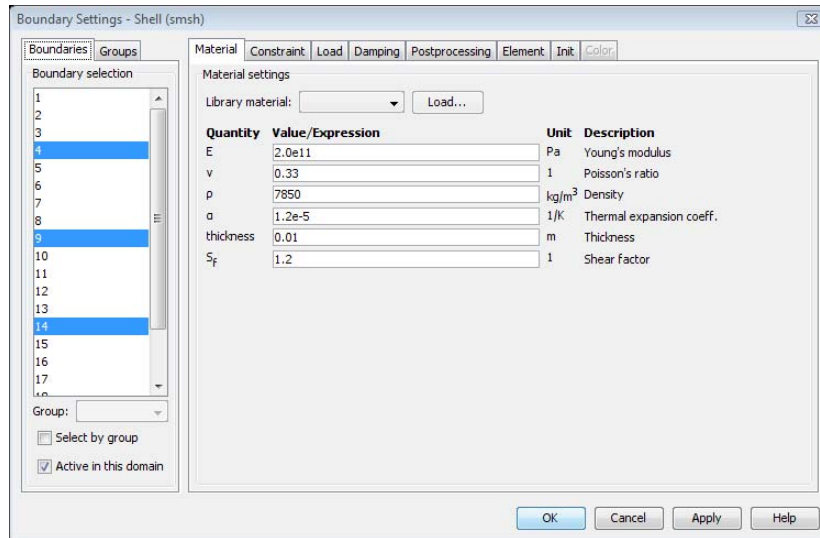 Boundary Settings - Shell (smsh)
Boundaries Groups
Boundary selection
1
2
3
4
5
6
7
8
9
10
11
12
13
14
15
16
17
18
Group:
Select by group
Active in this domain
Material Constraint Load Damping Postprocessing Element Init Color
Material settings
Library material: Load...
Quantity Value/Expression Unit Description
E 2.0e11 Pa Young's modulus
ν 0.33 1 Poisson's ratio
ρ 7850 kg/m³ Density
α 1.2e-5 1/K Thermal expansion coeff.
thickness 0.01 m Thickness
S_f 1.2 1 Shear factor
OK Cancel Apply Help